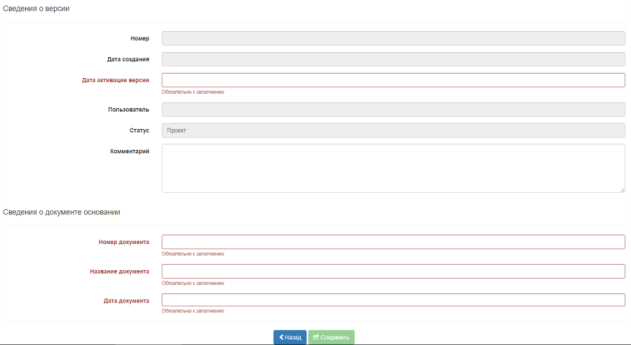 Сведения о версии
Номер
Дата создания
Дата активации версии
Обязательно к заполнению
Пользователь
Статус
Проект
Комментарий
Сведения о документе основании
Номер документа
Обязательно к заполнению
Название документа
Обязательно к заполнению
Дата документа
Обязательно к заполнению
Назад Сохранить